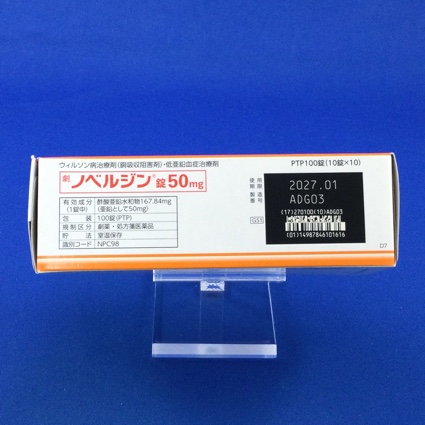 ウィルソン病治療剤(銅吸収阻害剤)・低亜鉛血症治療剤
PTP100錠(10錠×10)
劇 ノベルジン®錠50mg
有効成分(1錠中) 酢酸亜鉛水和物167.84mg(亜鉛として50mg)
包装 100錠(PTP)
規制区分 劇薬・処方箋医薬品
貯法 室温保存
識別コード NPC98
使用期限 2027.01
製造番号 ADG03
(17)270100(10)ADG03
GS1
(01)14987846101616
D7